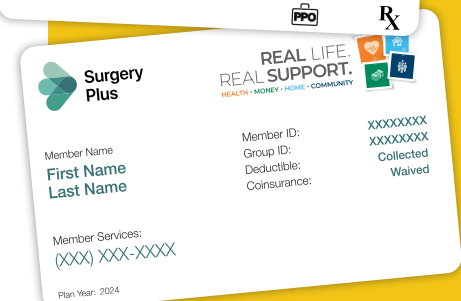 PPO
RX
Surgery
Plus
REAL LIFE.
REAL SUPPORT.
HEALTH • MONEY • HOME • COMMUNITY
Member Name
First Name
Last Name
Member ID: XXXXXXXX
Group ID: XXXXXXXX
Deductible: Collected
Coinsurance: Waived
Member Services:
(XXX) XXX-XXXX
Plan Year: 2024